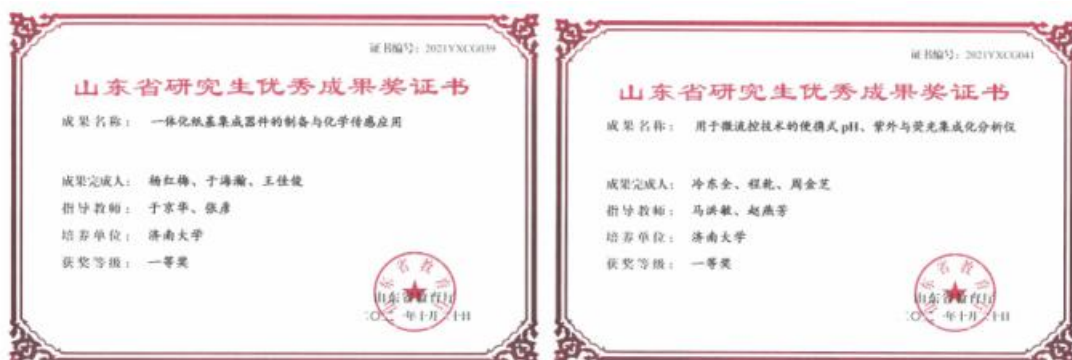 证书编号：2021YXCG039
山东省研究生优秀成果奖证书
成果名称： 一体化纸基集成器件的制备与化学传感应用
成果完成人： 杨红梅、于海瀚、王佳俊
指导教师： 于京华、张彦
培养单位： 济南大学
获奖等级： 一等奖
山东省教育厅
证书编号：2021YXCG041
山东省研究生优秀成果奖证书
成果名称： 用于微流控技术的便携式 pH、紫外与荧光集成化分析仪
成果完成人： 冷东全、程乾、周金芝
指导教师： 马洪敏、赵燕芳
培养单位： 济南大学
获奖等级： 一等奖
山东省教育厅